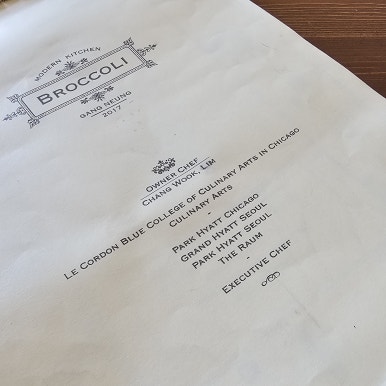 MODERN KITCHEN
BROCCOLI
GANG NEUNG
2017
OWNER CHEF
CHANG WOOK, LIM
LE CORDON BLUE COLLEGE OF CULINARY ARTS IN CHICAGO
CULINARY ARTS
-
PARK HYATT CHICAGO
GRAND HYATT SEOUL
PARK HYATT SEOUL
THE RAUM
-
EXECUTIVE CHEF